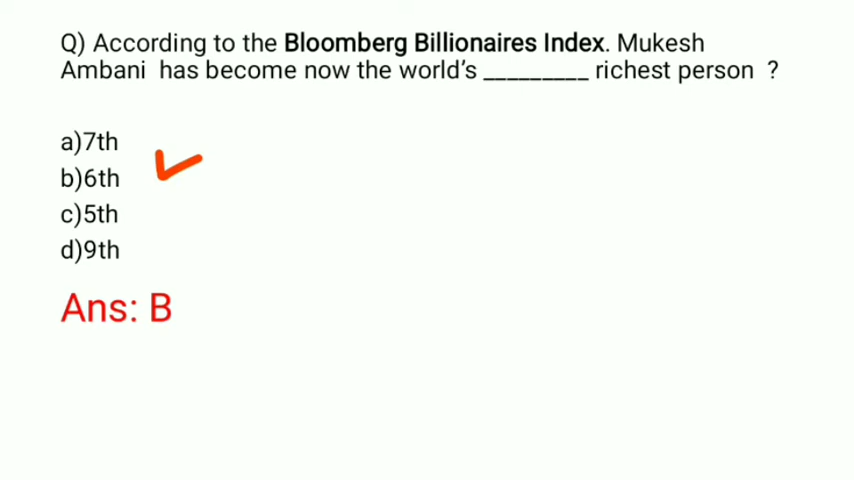 Q) According to the Bloomberg Billionaires Index. Mukesh
Ambani has become now the world's _________ richest person ?
a)7th
b)6th
c)5th
d)9th
Ans: B